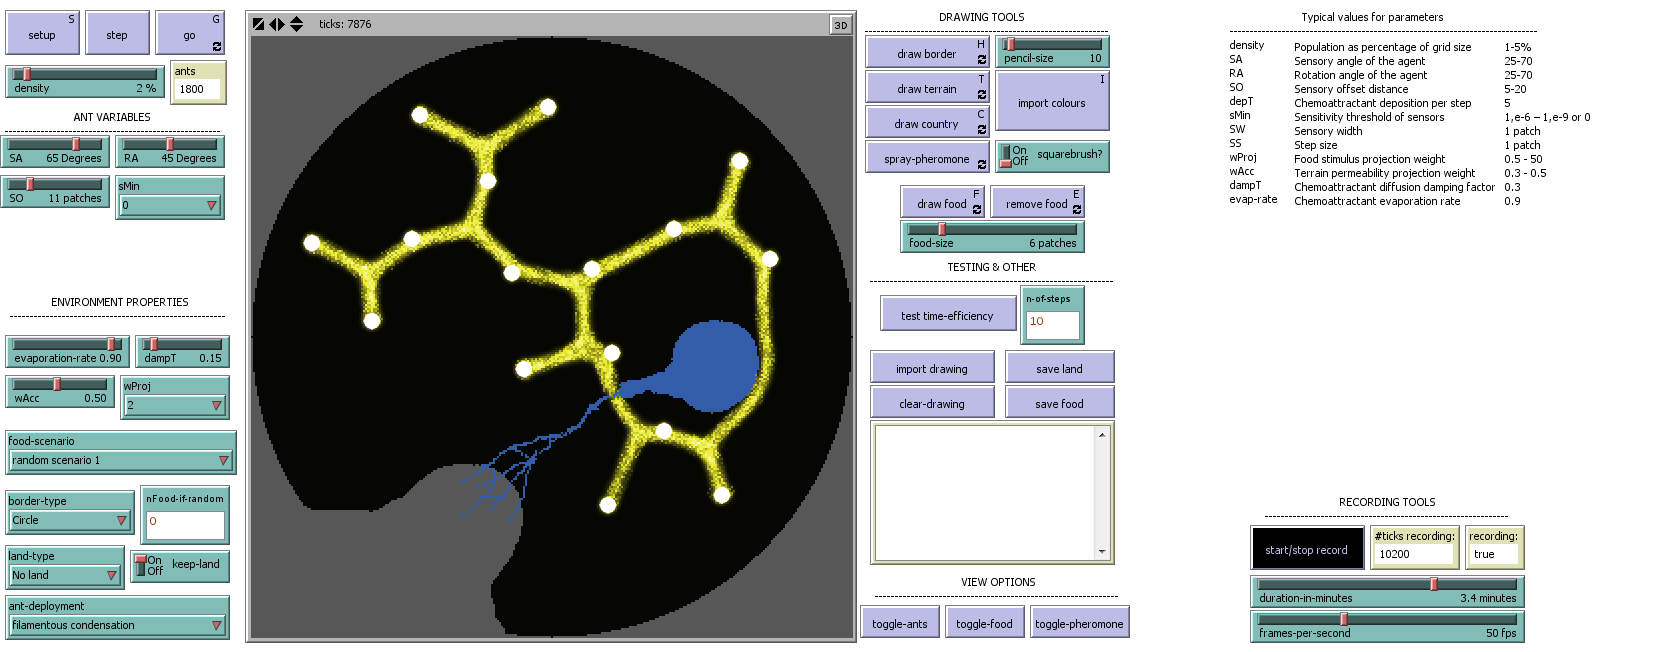 S
setup
step
G
go
density
2 %
ants
1800
ANT VARIABLES
SA
65 Degrees
RA
45 Degrees
SO
11 patches
sMin
0
ENVIRONMENT PROPERTIES
evaporation-rate 0.90
dampT
0.15
wAcc
0.50
wProj
2
food-scenario
random scenario 1
border-type
Circle
nFood-if-random
0
land-type
No land
On
Off
keep-land
ant-deployment
filamentous condensation
ticks: 7876
3D
DRAWING TOOLS
draw border
H
pencil-size
10
draw terrain
T
import colours
I
draw country
C
spray-pheromone
On
Off
squarebrush?
draw food
F
remove food
E
food-size
6 patches
TESTING & OTHER
test time-efficiency
n-of-steps
10
import drawing
save land
clear-drawing
save food
VIEW OPTIONS
toggle-ants
toggle-food
toggle-pheromone
Typical values for parameters
density Population as percentage of grid size 1-5%
SA Sensory angle of the agent 25-70
RA Rotation angle of the agent 25-70
SO Sensory offset distance 5-20
depT Chemoattractant deposition per step 5
sMin Sensitivity threshold of sensors 1,e-6 – 1,e-9 or 0
SW Sensory width 1 patch
SS Step size 1 patch
wProj Food stimulus projection weight 0.5 - 50
wAcc Terrain permeability projection weight 0.3 - 0.5
dampT Chemoattractant diffusion damping factor 0.3
evap-rate Chemoattractant evaporation rate 0.9
RECORDING TOOLS
start/stop record
#ticks recording:
10200
recording:
true
duration-in-minutes
3.4 minutes
frames-per-second
50 fps